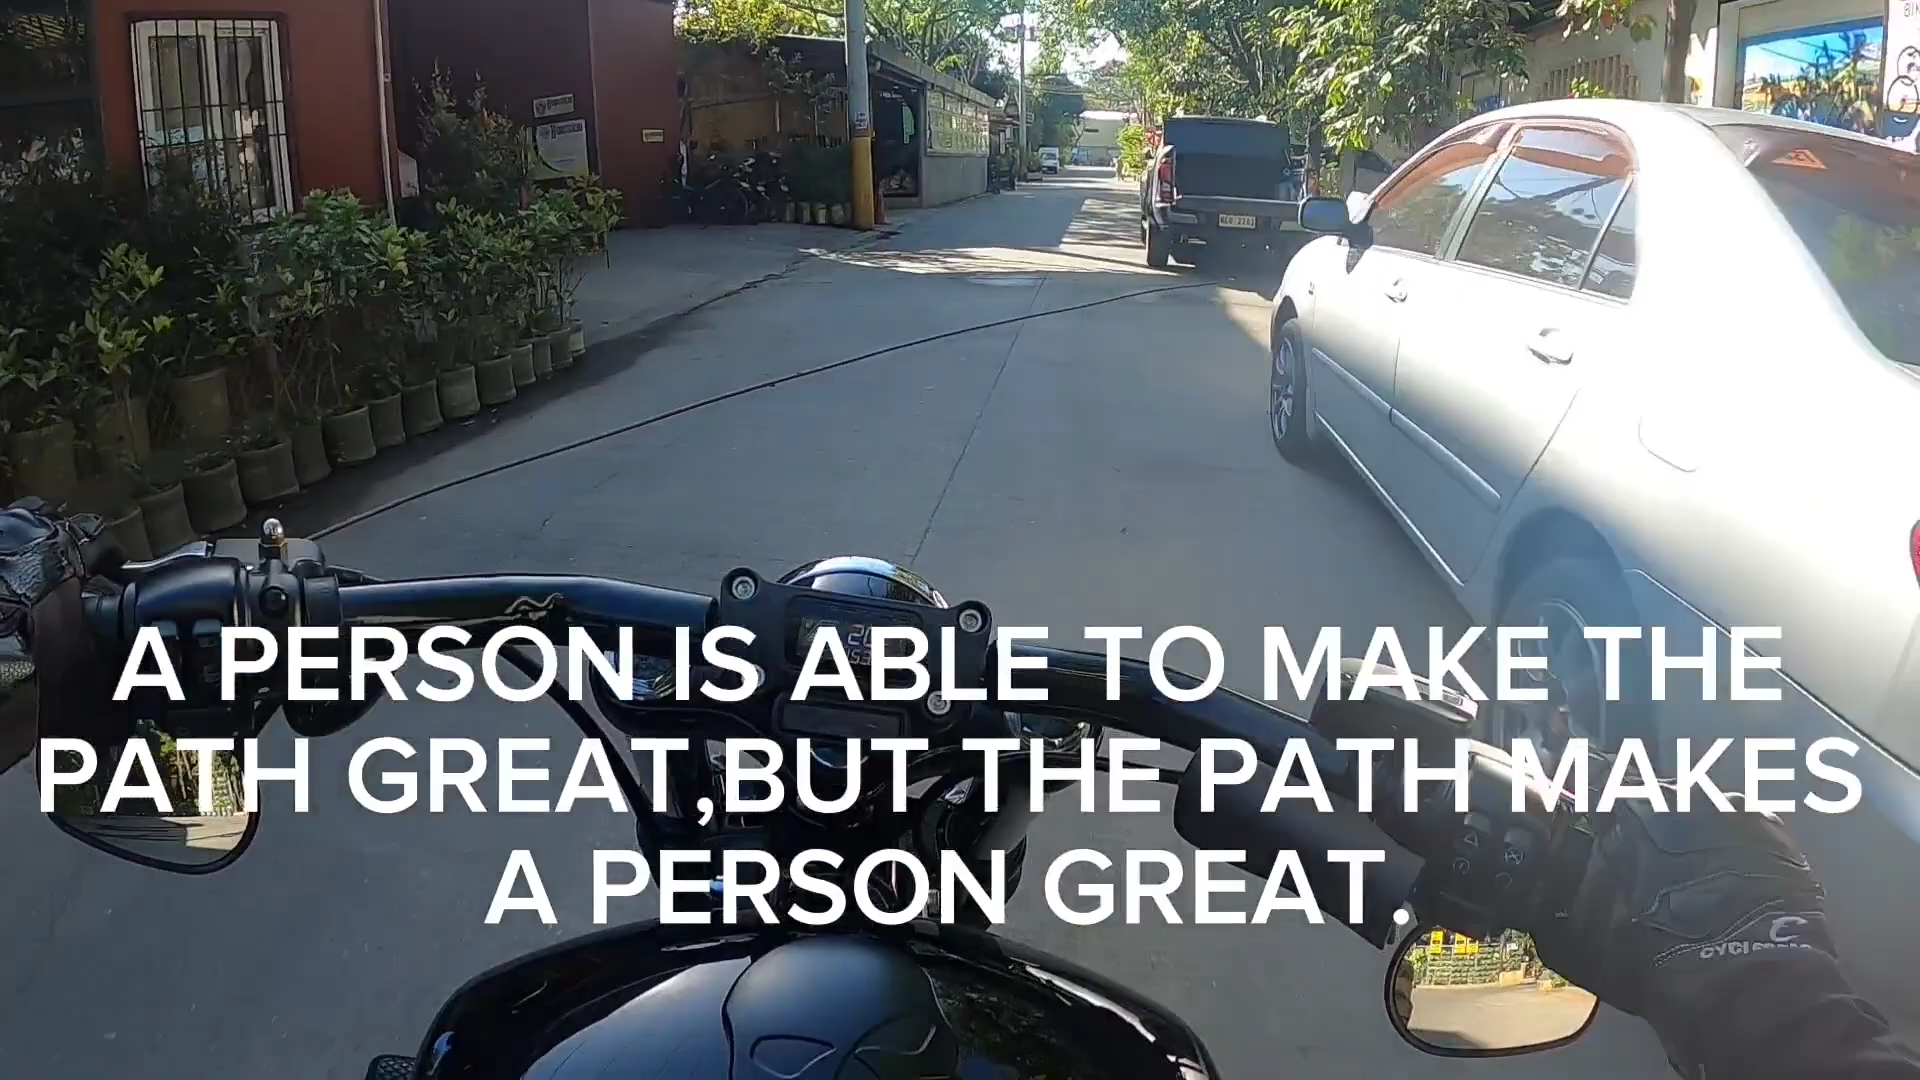 A PERSON IS ABLE TO MAKE THE
PATH GREAT,BUT THE PATH MAKES
A PERSON GREAT.